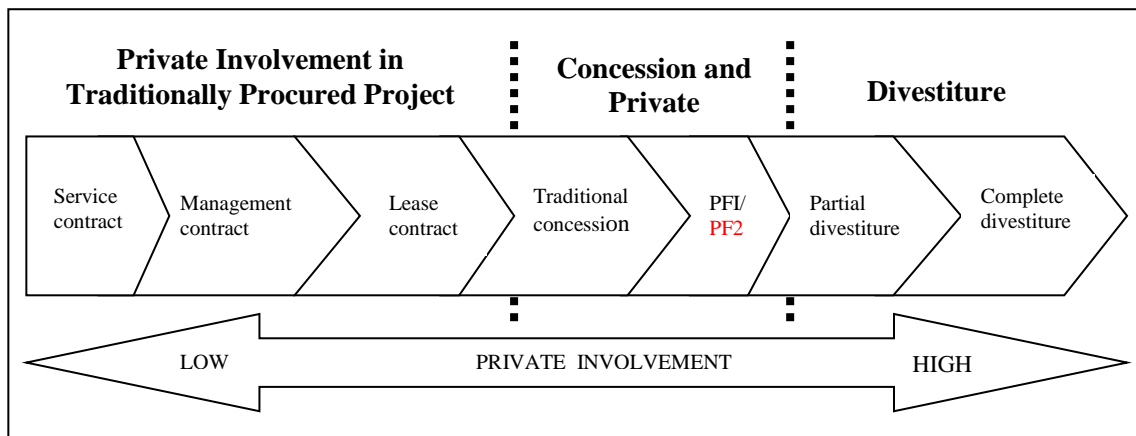 Private Involvement in
Traditionally Procured Project
Concession and
Private
Divestiture
Service
contract
Management
contract
Lease
contract
Traditional
concession
PFI/
PF2
Partial
divestiture
Complete
divestiture
LOW
PRIVATE INVOLVEMENT
HIGH